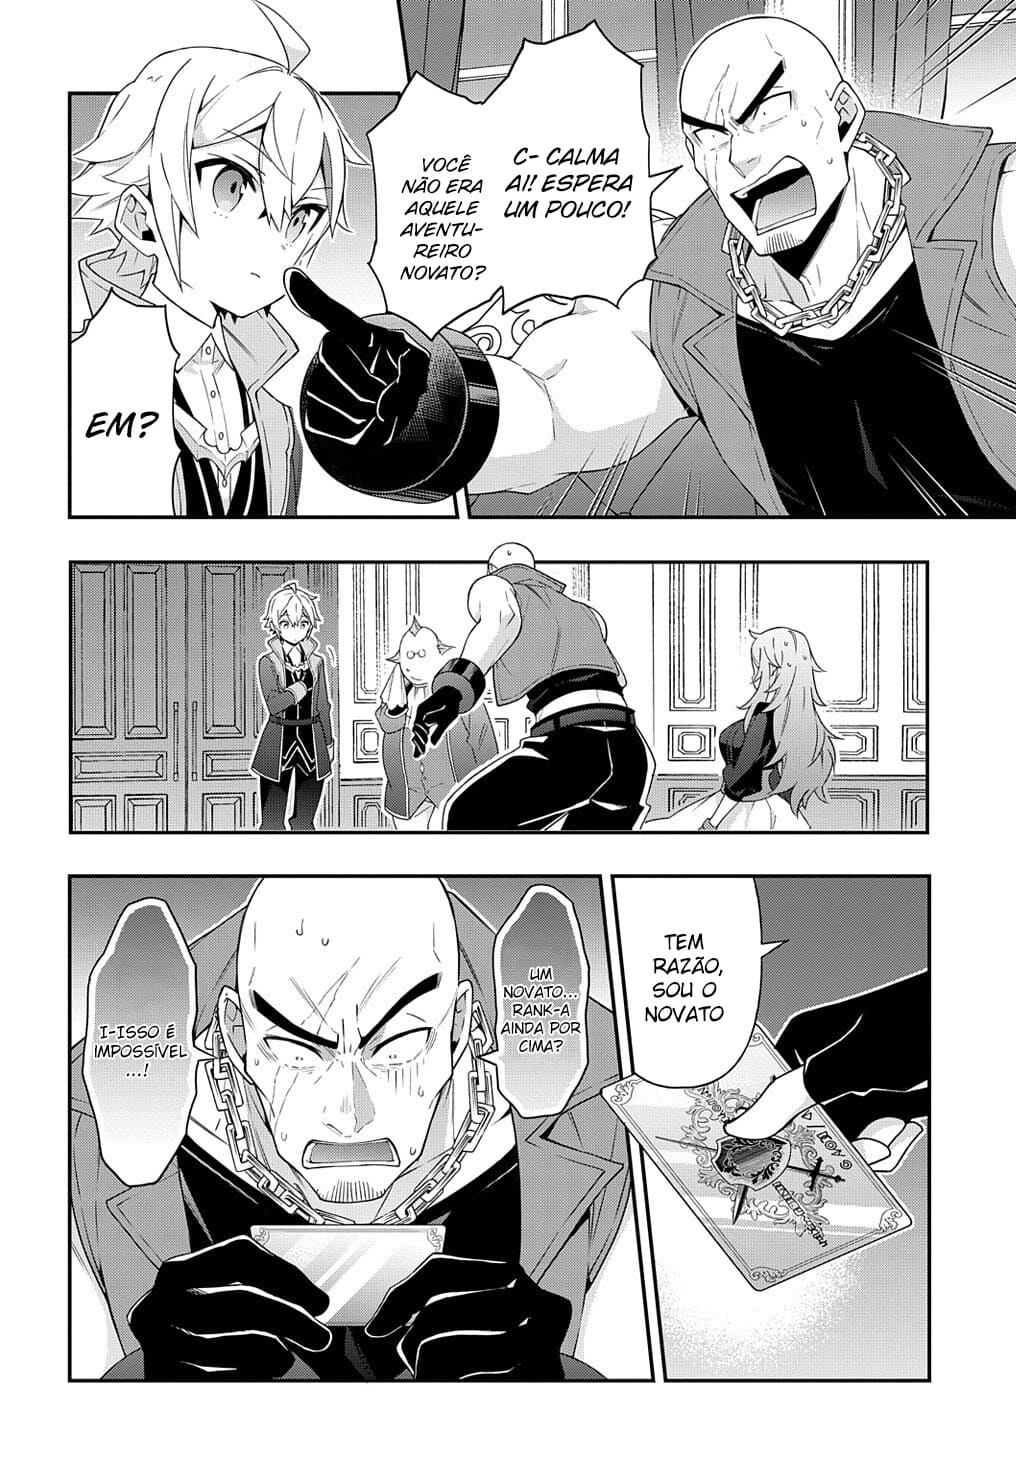 C- CALMA
AI! ESPERA
UM POUCO!
VOCÊ
NÃO ERA
AQUELE
AVENTU-
REIRO
NOVATO?
EM?
TEM
RAZÃO,
SOU O
NOVATO
UM
NOVATO...
RANK-A
AINDA POR
CIMA?
I-ISSO É
IMPOSSÍVEL
...!